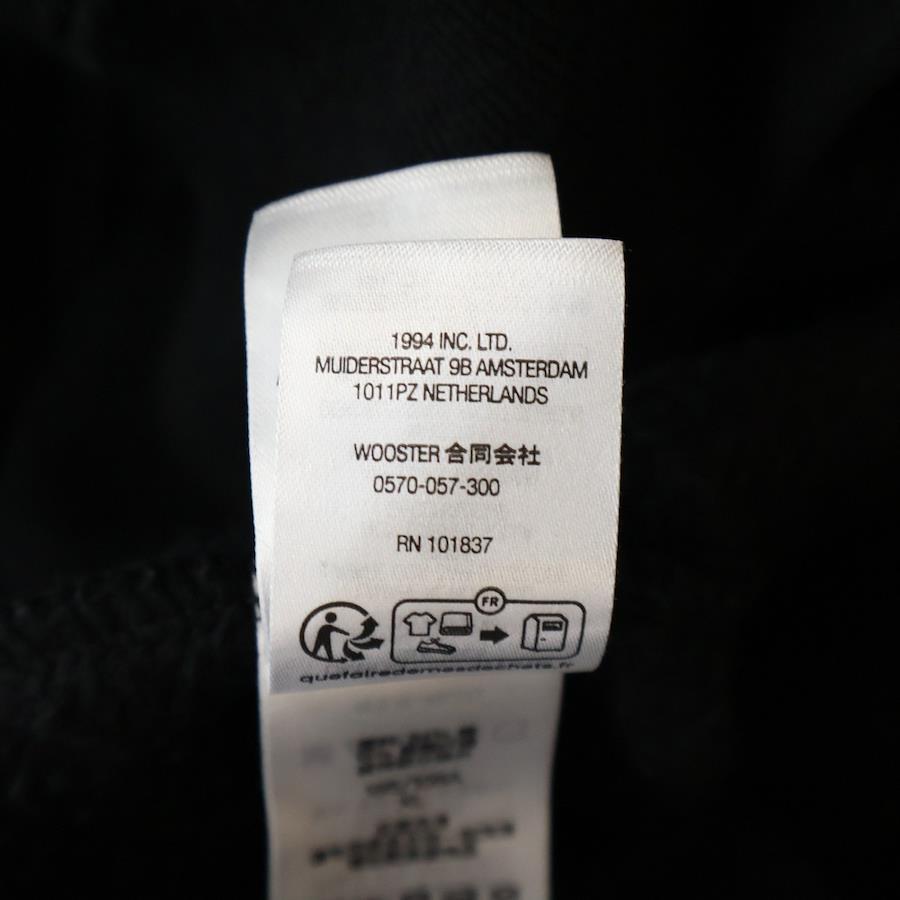 1994 INC. LTD.
MUIDERSTRAAT 9B AMSTERDAM
1011PZ NETHERLANDS
WOOSTER 合同会社
0570-057-300
RN 101837
FR
quefairedemesdechets.fr